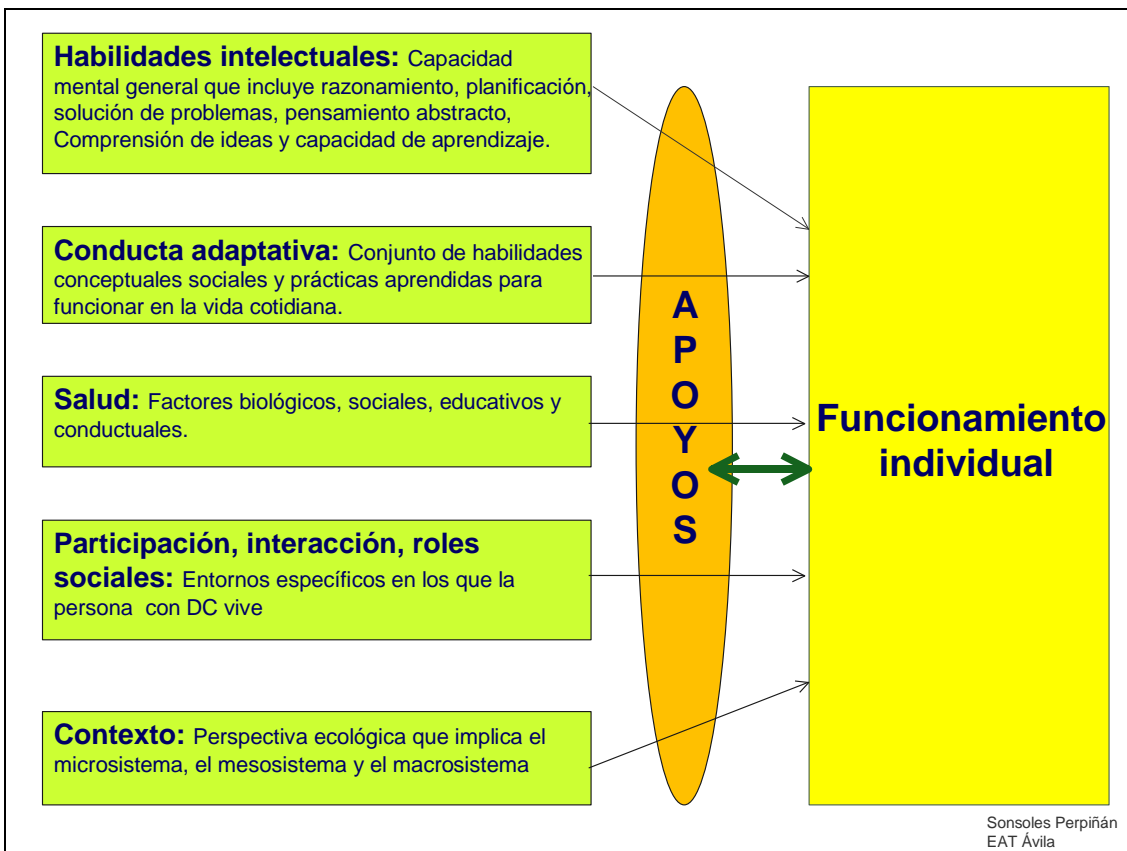 Habilidades intelectuales: Capacidad
mental general que incluye razonamiento, planificación,
solución de problemas, pensamiento abstracto,
Comprensión de ideas y capacidad de aprendizaje.
Conducta adaptativa: Conjunto de habilidades
conceptuales sociales y prácticas aprendidas para
funcionar en la vida cotidiana.
Salud: Factores biológicos, sociales, educativos y
conductuales.
Participación, interacción, roles
sociales: Entornos específicos en los que la
persona con DC vive
Contexto: Perspectiva ecológica que implica el
microsistema, el mesosistema y el macrosistema
A
P
O
Y
O
S
Funcionamiento
individual
Sonsoles Perpiñán
EAT Ávila